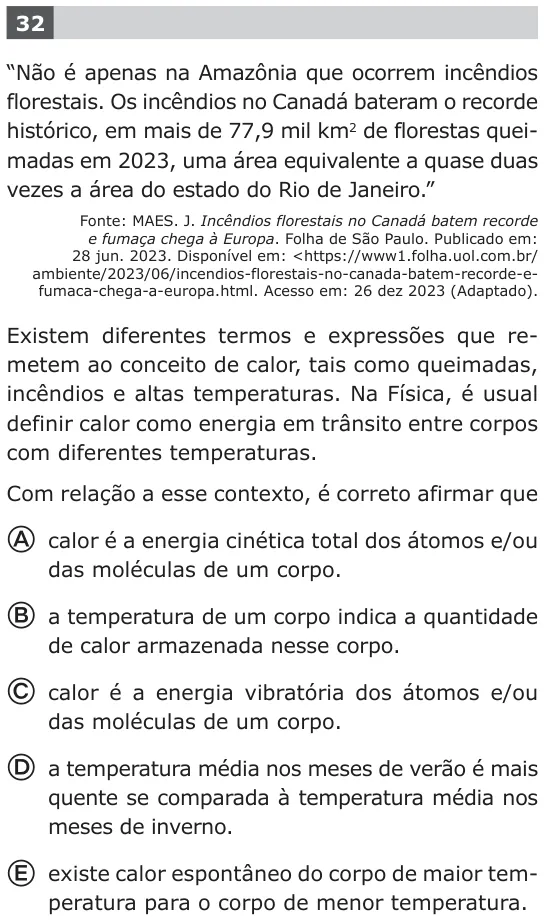 32
“Não é apenas na Amazônia que ocorrem incêndios
florestais. Os incêndios no Canadá bateram o recorde
histórico, em mais de 77,9 mil km² de florestas quei-
madas em 2023, uma área equivalente a quase duas
vezes a área do estado do Rio de Janeiro.”
Fonte: MAES. J. Incêndios florestais no Canadá batem recorde
e fumaça chega à Europa. Folha de São Paulo. Publicado em:
28 jun. 2023. Disponível em: <https://www1.folha.uol.com.br/
ambiente/2023/06/incendios-florestais-no-canada-batem-recorde-e-
fumaca-chega-a-europa.html. Acesso em: 26 dez 2023 (Adaptado).
Existem diferentes termos e expressões que re-
metem ao conceito de calor, tais como queimadas,
incêndios e altas temperaturas. Na Física, é usual
definir calor como energia em trânsito entre corpos
com diferentes temperaturas.
Com relação a esse contexto, é correto afirmar que
A calor é a energia cinética total dos átomos e/ou
das moléculas de um corpo.
B a temperatura de um corpo indica a quantidade
de calor armazenada nesse corpo.
C calor é a energia vibratória dos átomos e/ou
das moléculas de um corpo.
D a temperatura média nos meses de verão é mais
quente se comparada à temperatura média nos
meses de inverno.
E existe calor espontâneo do corpo de maior tem-
peratura para o corpo de menor temperatura.